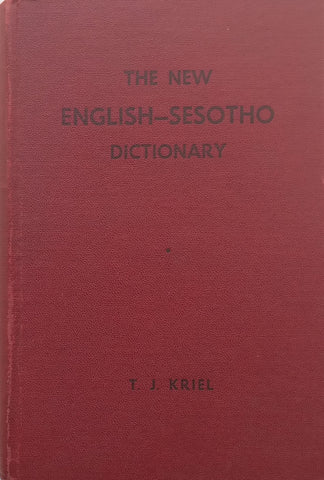 THE NEW
ENGLISH–SESOTHO
DICTIONARY
T. J. KRIEL